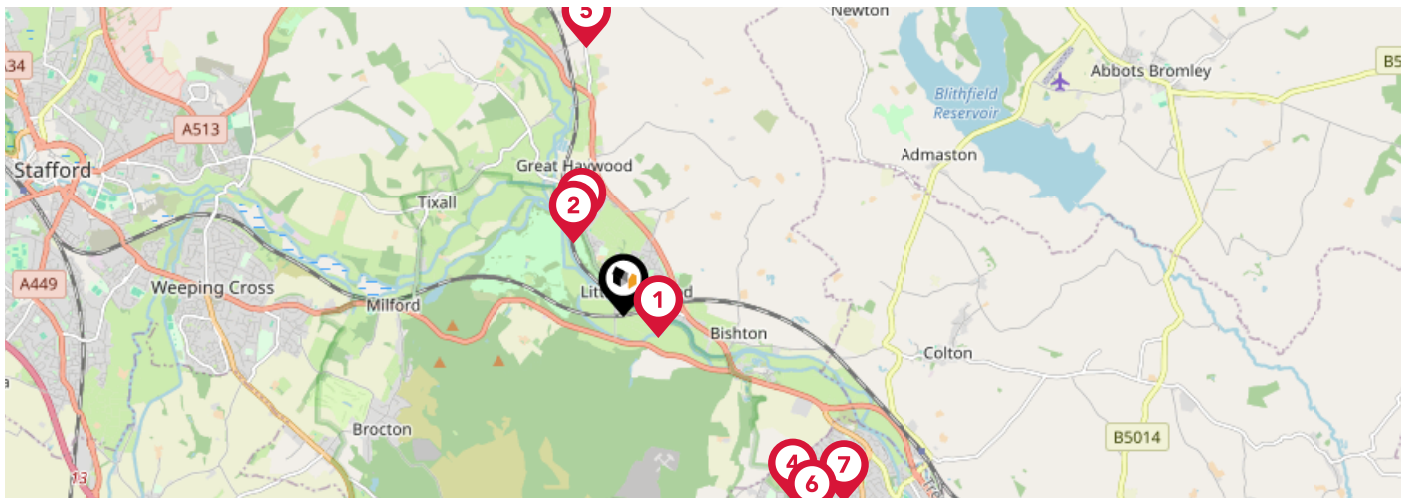 5
Newton
A34
B5
Abbots Bromley
Blithfield
Reservoir
A513
Admaston
Stafford
Great Haywood
Tixall
2
A449
Weeping Cross
1
Milford
Bishton
Colton
Brocton
B5014
4
7
6
13